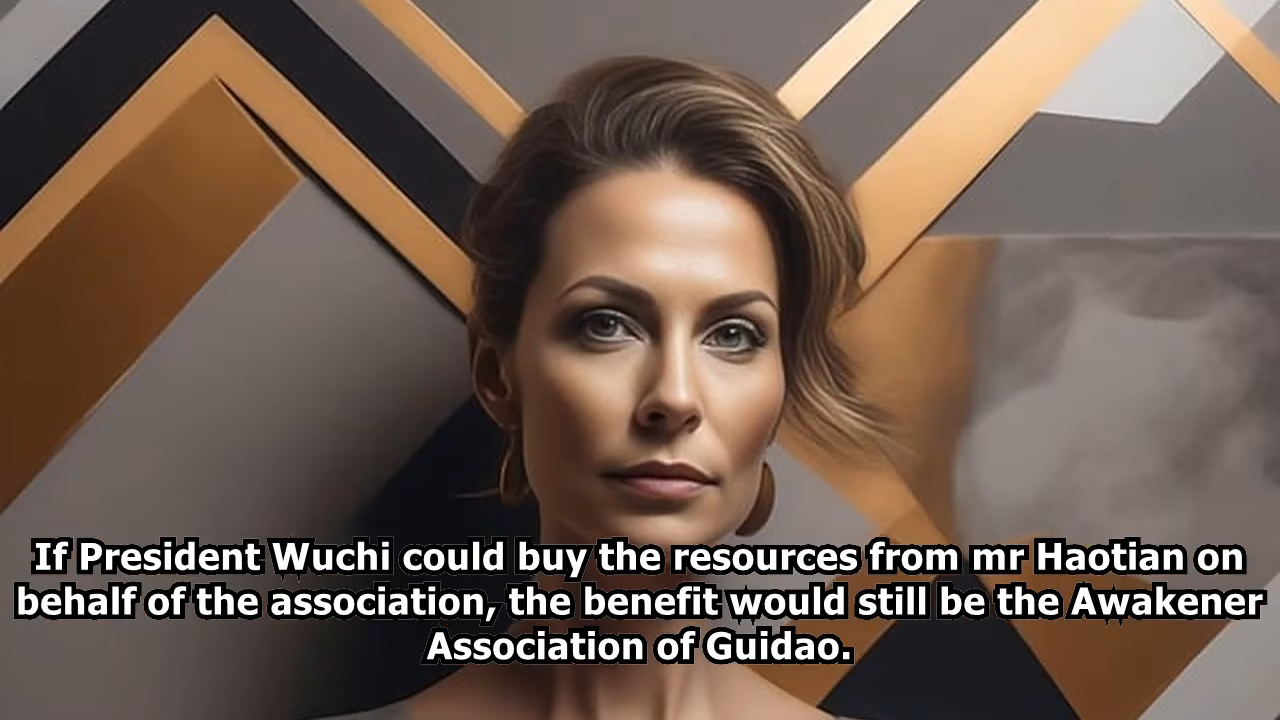 If President Wuchi could buy the resources from mr Haotian on
behalf of the association, the benefit would still be the Awakener
Association of Guidao.